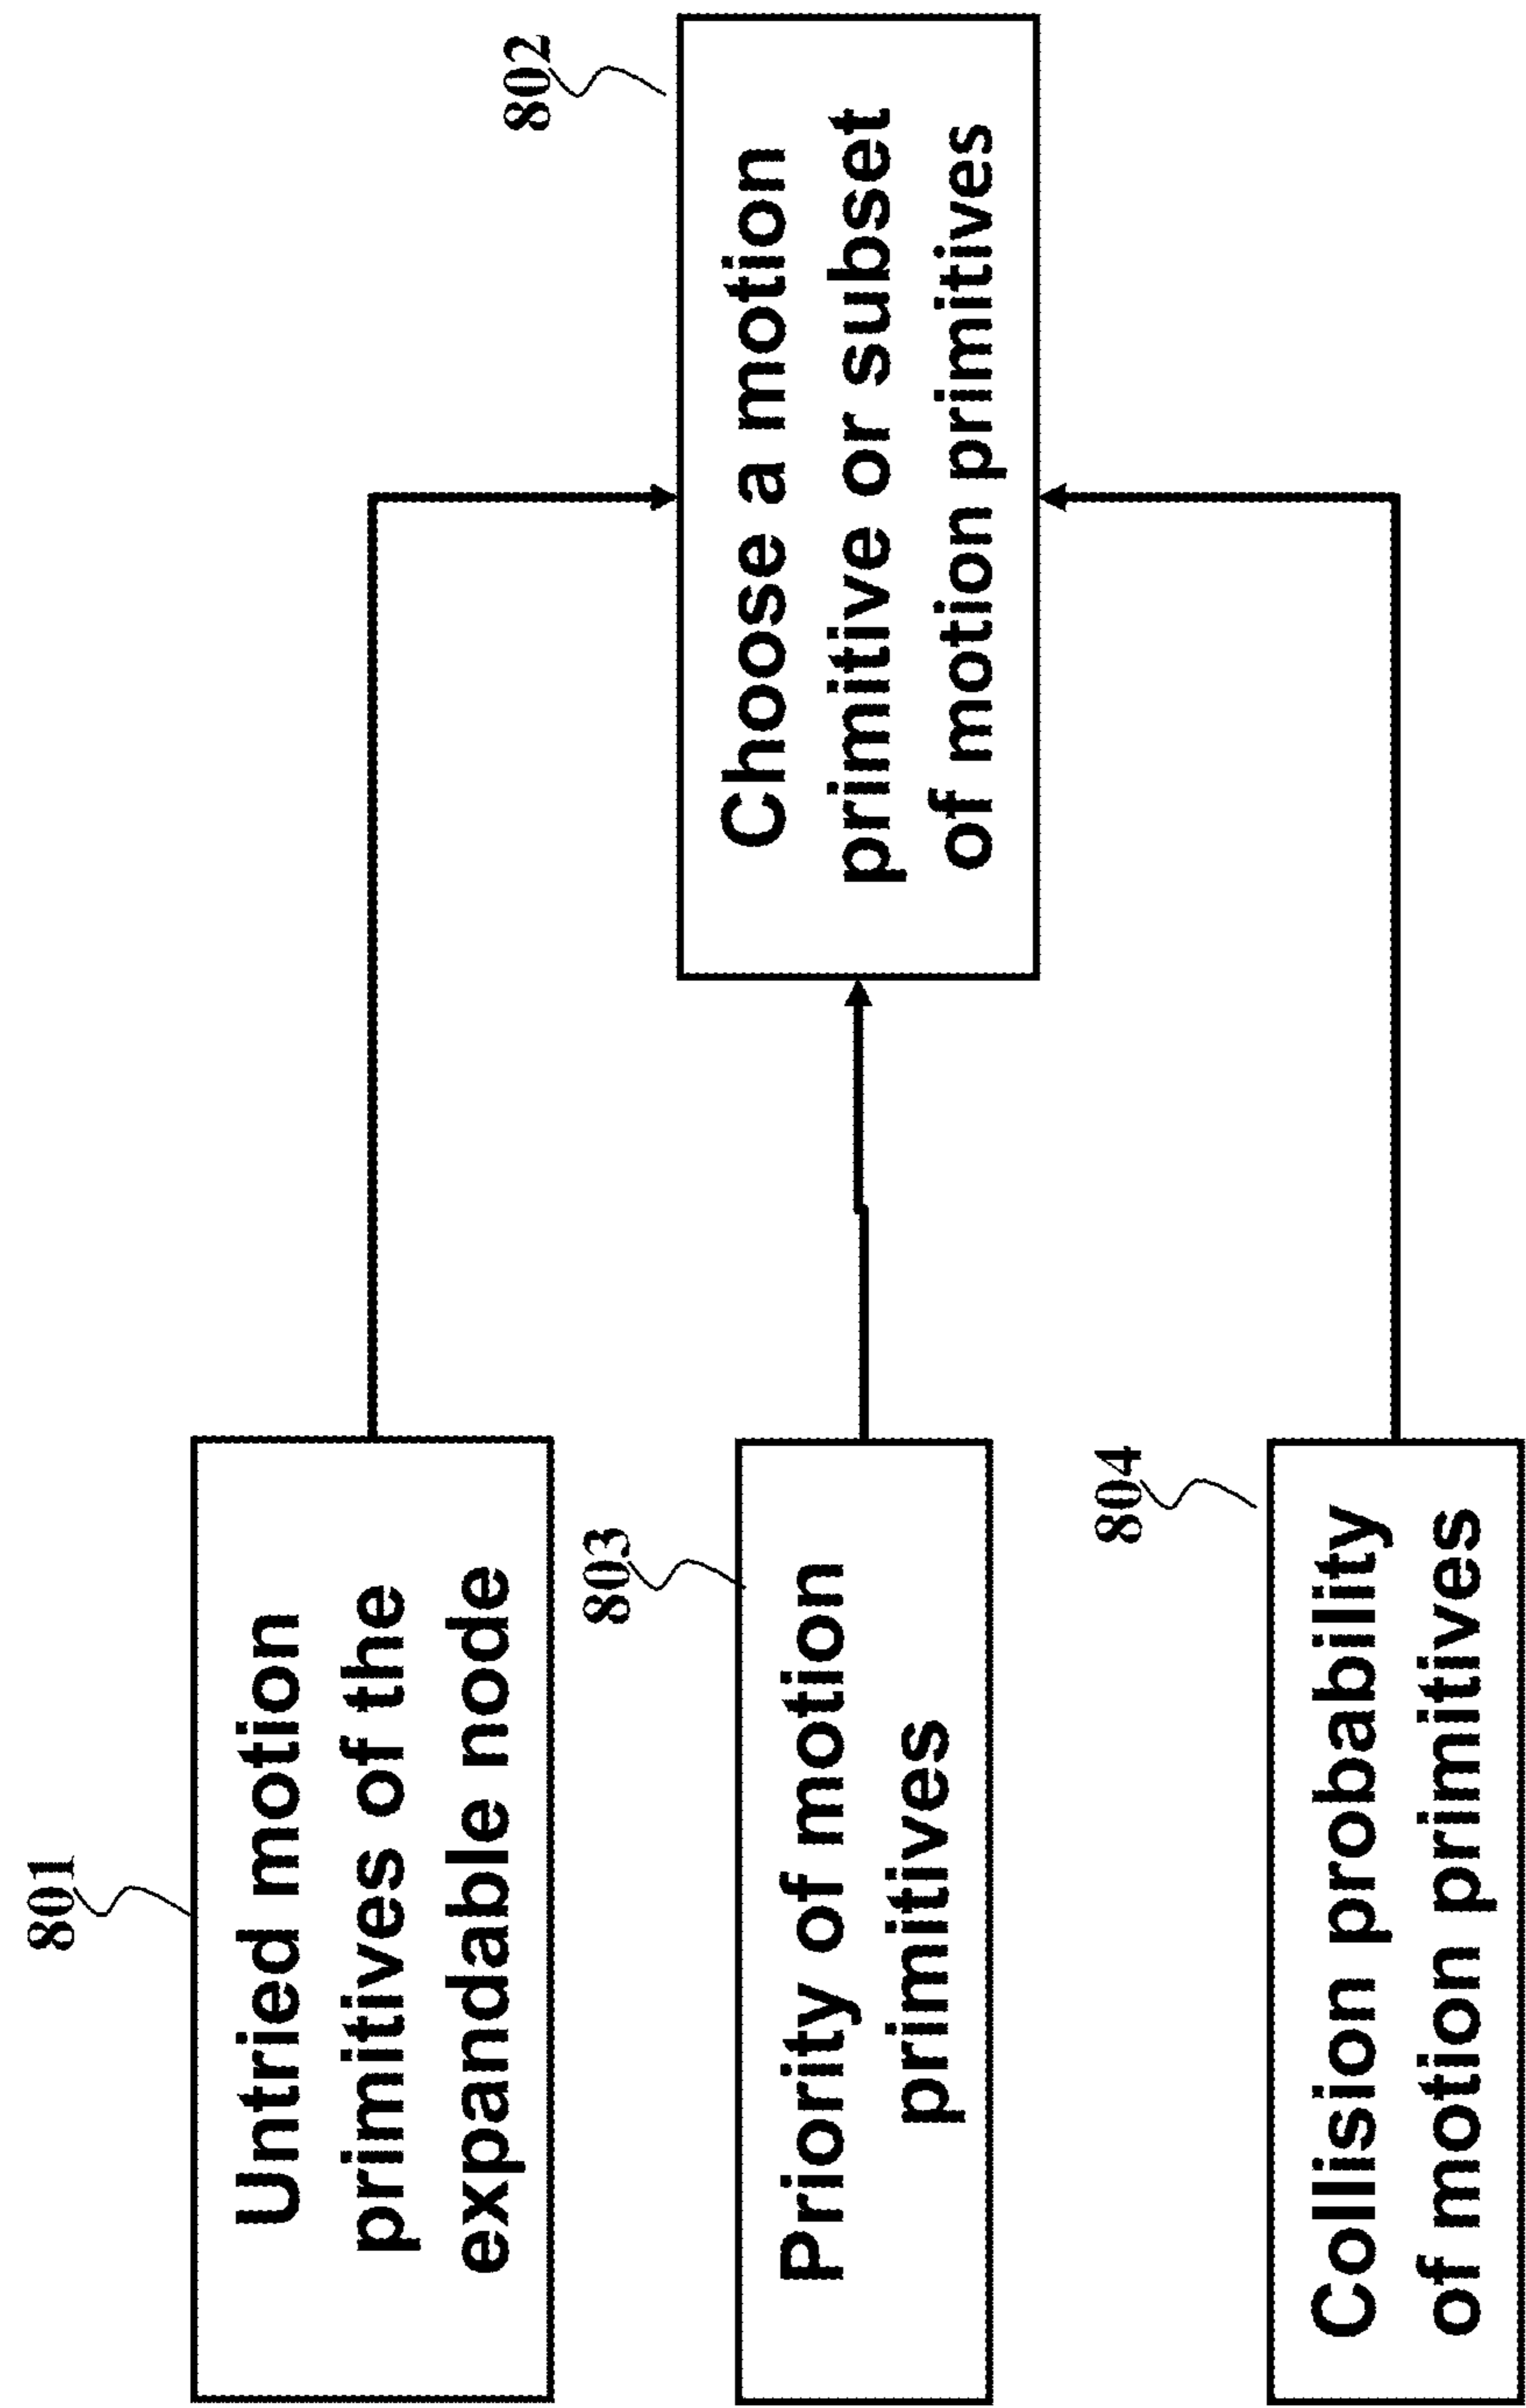 801
Untried motion
primitives of the
expandable node
802
Choose a motion
primitive or subset
of motion primitives
803
Priority of motion
primitives
804
Collision probability
of motion primitives